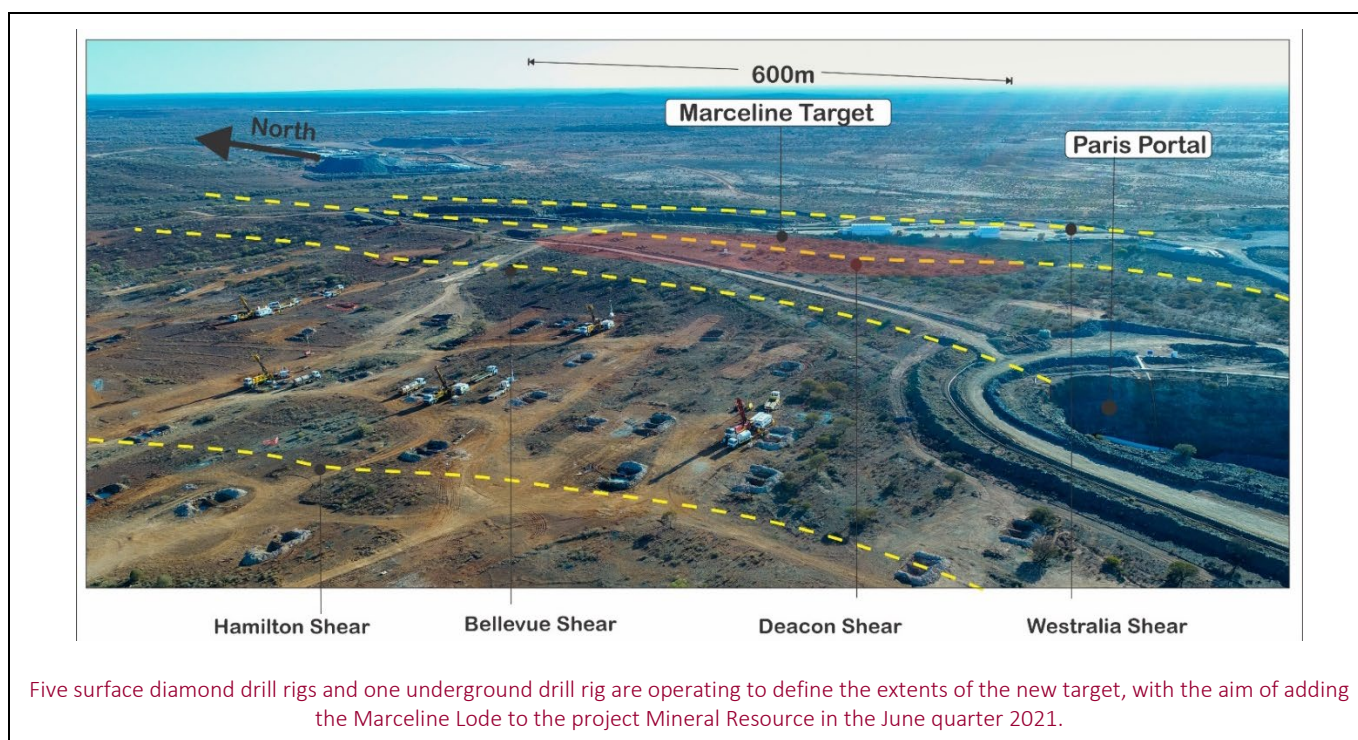 600m
Marceline Target
North
Paris Portal
Hamilton Shear
Bellevue Shear
Deacon Shear
Westralia Shear
Five surface diamond drill rigs and one underground drill rig are operating to define the extents of the new target, with the aim of adding
the Marceline Lode to the project Mineral Resource in the June quarter 2021.